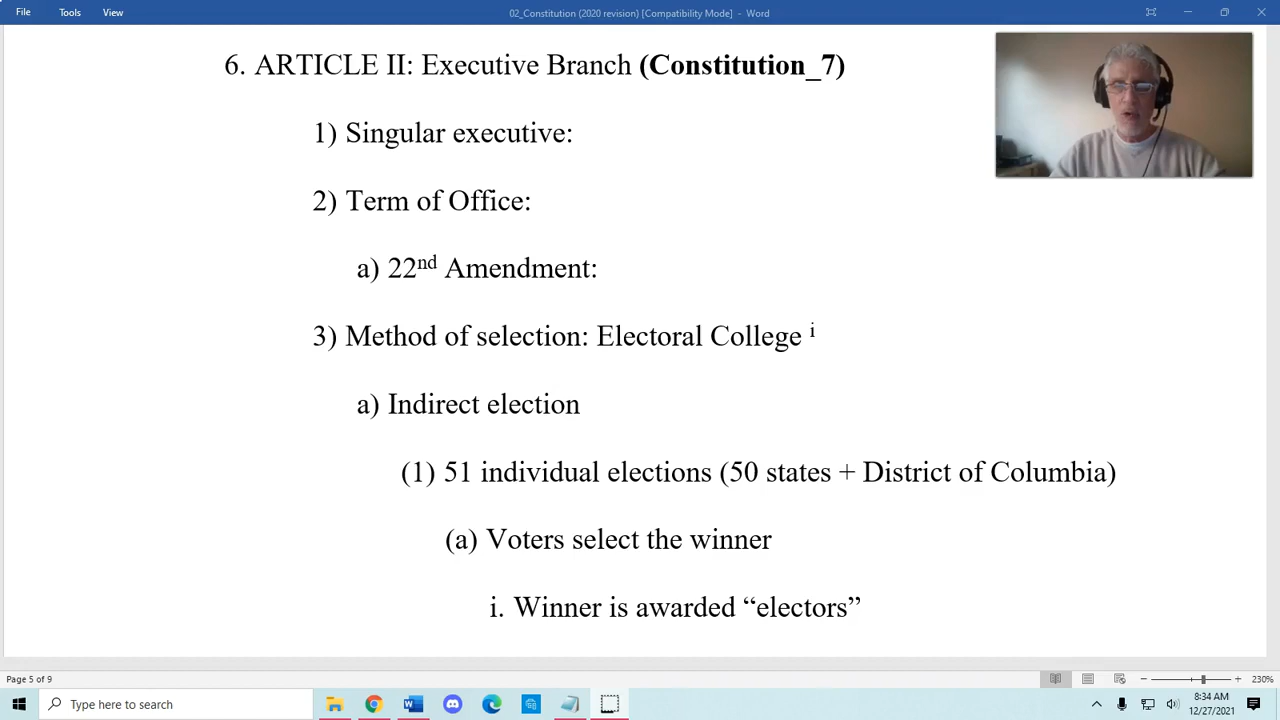 File Tools View 02_Constitution (2020 revision) [Compatibility Mode] - Word
6. ARTICLE II: Executive Branch (Constitution_7)
1) Singular executive:
2) Term of Office:
a) 22nd Amendment:
3) Method of selection: Electoral College i
a) Indirect election
(1) 51 individual elections (50 states + District of Columbia)
(a) Voters select the winner
i. Winner is awarded “electors”
Page 5 of 9 230%
Type here to search 8:34 AM
12/27/2021